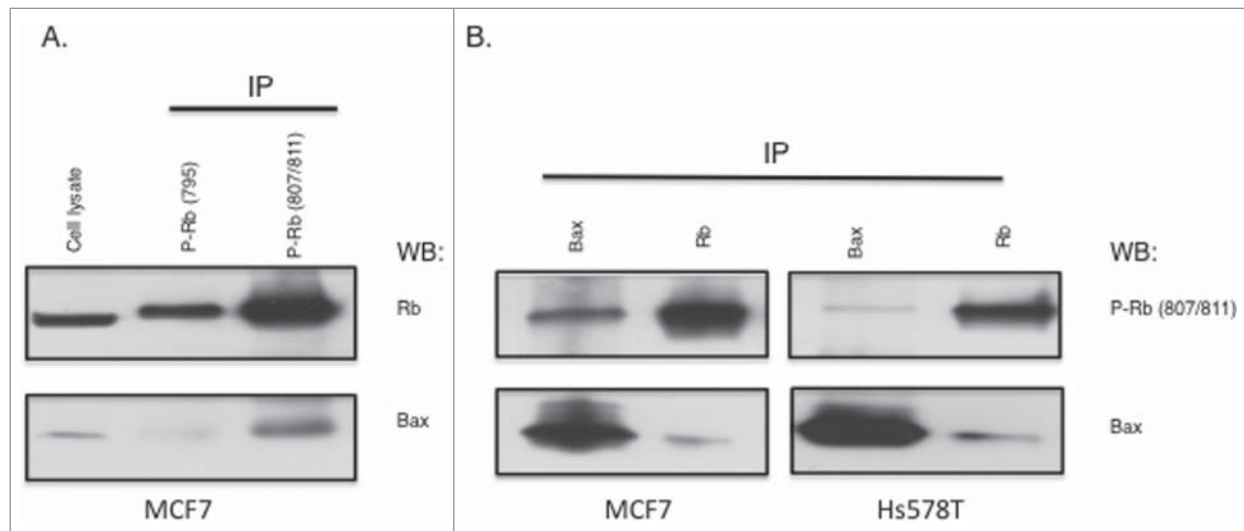 A.
IP
Cell lysate
P-Rb (795)
P-Rb (807/811)
WB:
Rb
Bax
MCF7
B.
IP
Bax
Rb
Bax
Rb
WB:
P-Rb (807/811)
Bax
MCF7
Hs578T